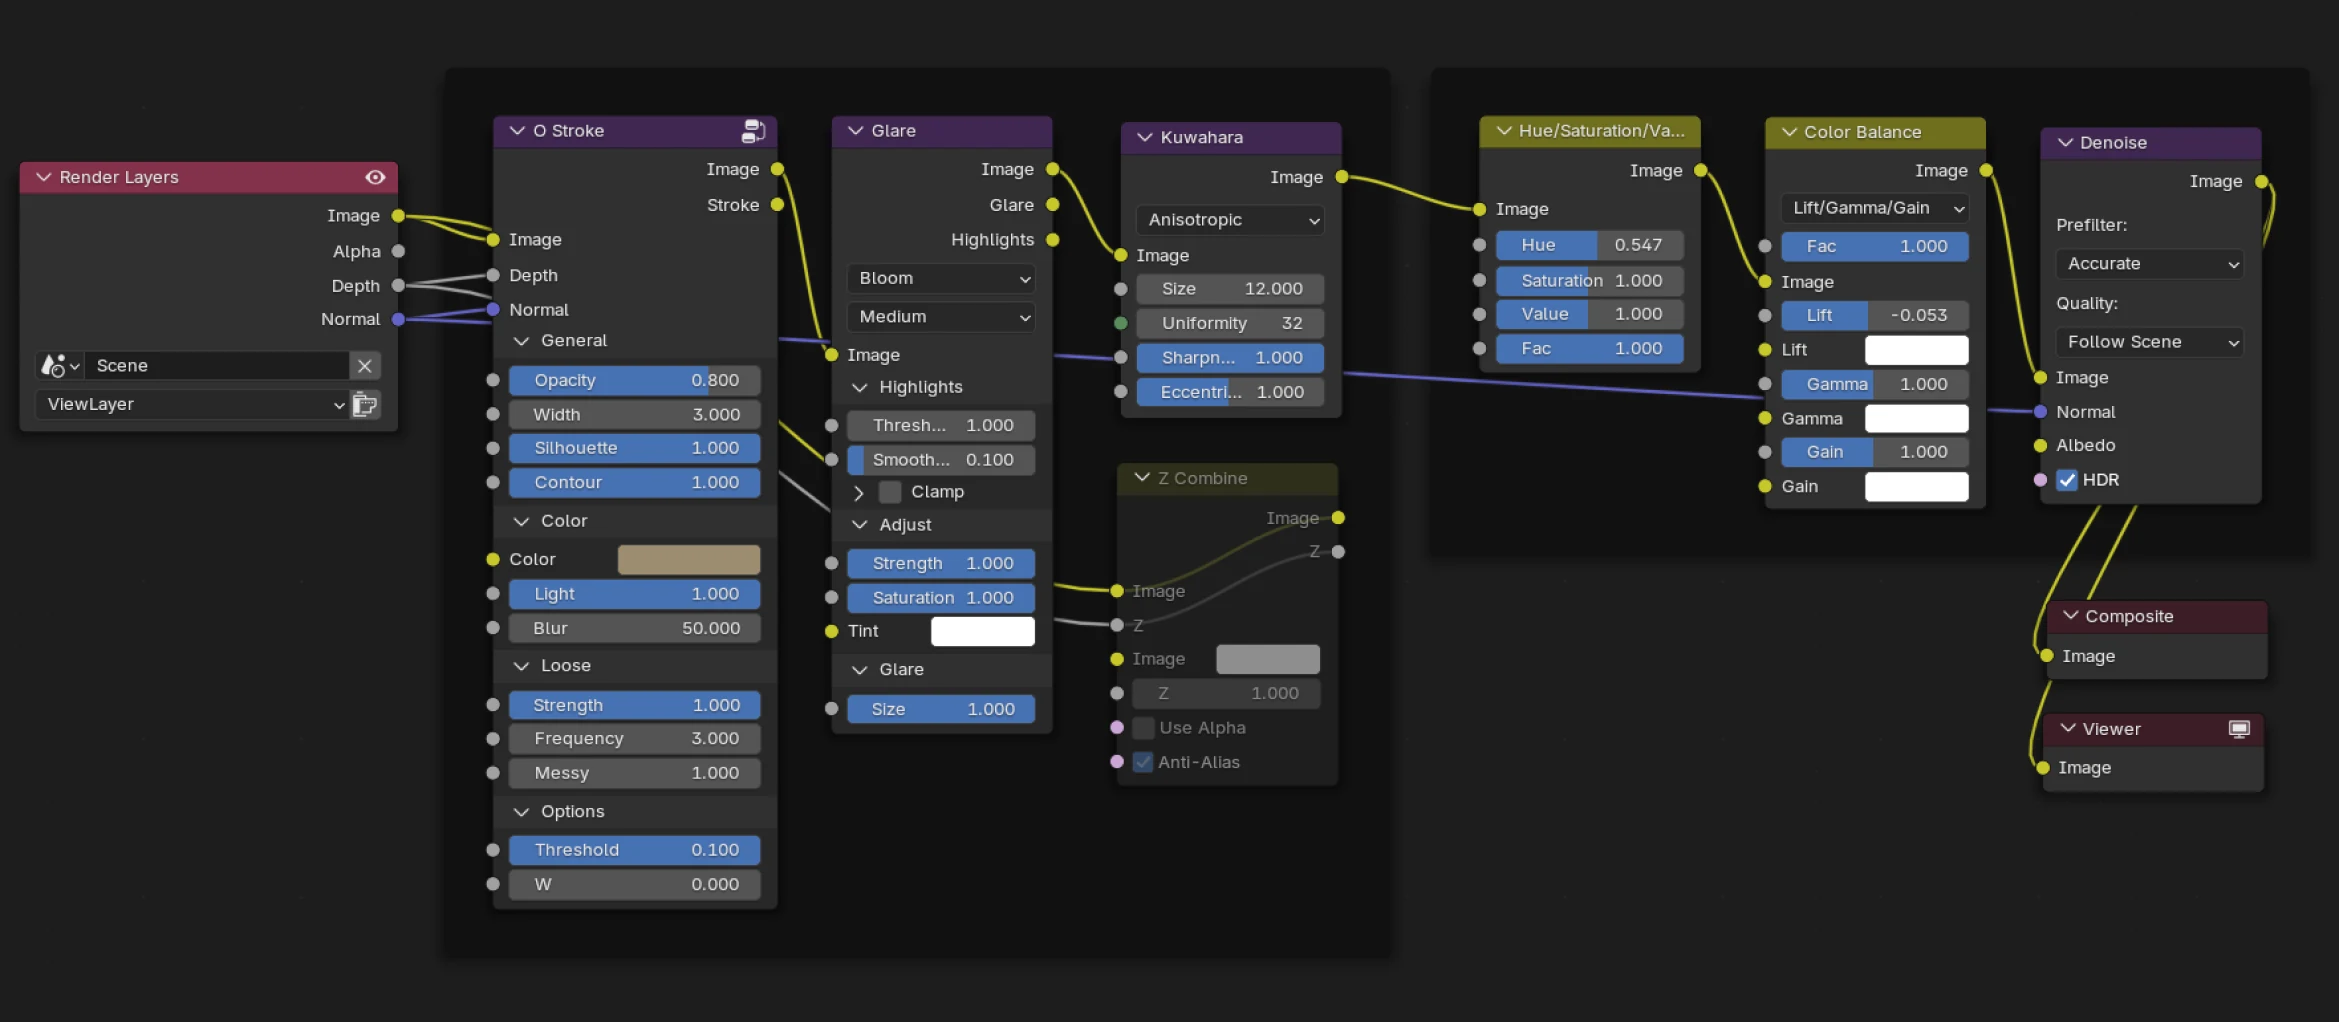 Render Layers
Image
Alpha
Depth
Normal
Scene
ViewLayer
O Stroke
Image
Stroke
Image
Depth
Normal
General
Opacity 0.800
Width 3.000
Silhouette 1.000
Contour 1.000
Color
Color
Light 1.000
Blur 50.000
Loose
Strength 1.000
Frequency 3.000
Messy 1.000
Options
Threshold 0.100
W 0.000
Glare
Image
Glare
Highlights
Bloom
Medium
Image
Highlights
Thresh... 1.000
Smooth... 0.100
Clamp
Adjust
Strength 1.000
Saturation 1.000
Tint
Glare
Size 1.000
Kuwahara
Image
Anisotropic
Image
Size 12.000
Uniformity 32
Sharpn... 1.000
Eccentri... 1.000
Z Combine
Image
Z
Image
Z
Image
Z 1.000
Use Alpha
Anti-Alias
Hue/Saturation/Va...
Image
Image
Hue 0.547
Saturation 1.000
Value 1.000
Fac 1.000
Color Balance
Image
Lift/Gamma/Gain
Fac 1.000
Image
Lift -0.053
Lift
Gamma 1.000
Gamma
Gain 1.000
Gain
Denoise
Image
Prefilter:
Accurate
Quality:
Follow Scene
Image
Normal
Albedo
HDR
Composite
Image
Viewer
Image